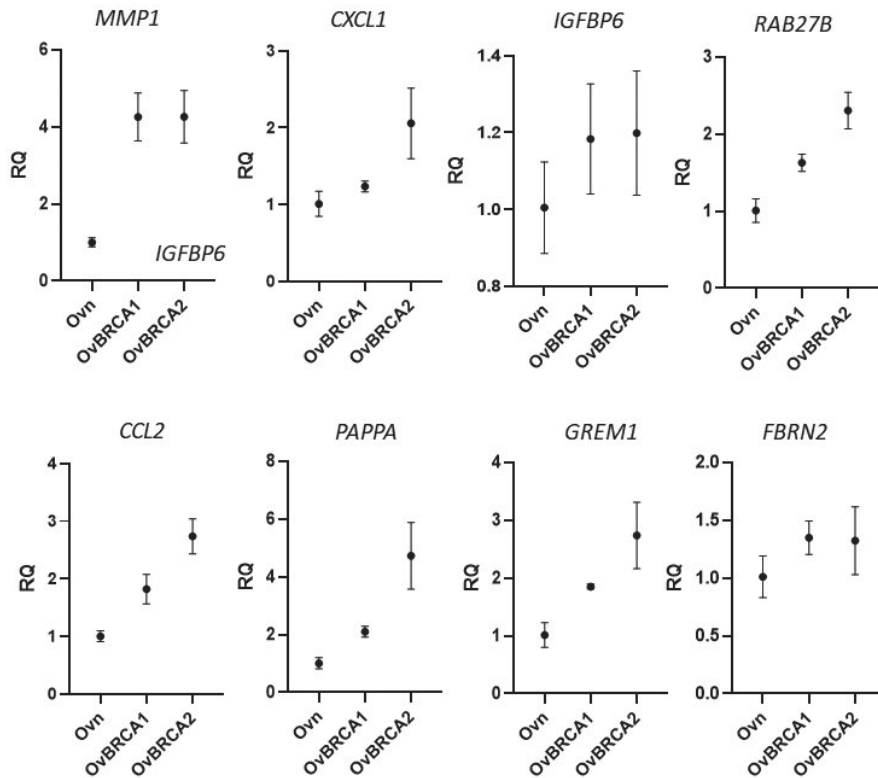 MMP1
6
4
2
0
RQ
IGFBP6
Ovn
OvBRCA1
OvBRCA2
CXCL1
3
2
1
0
RQ
Ovn
OvBRCA1
OvBRCA2
IGFBP6
1.4
1.2
1.0
0.8
RQ
Ovn
OvBRCA1
OvBRCA2
RAB27B
3
2
1
0
RQ
Ovn
OvBRCA1
OvBRCA2
CCL2
4
3
2
1
0
RQ
Ovn
OvBRCA1
OvBRCA2
PAPPA
8
6
4
2
0
RQ
Ovn
OvBRCA1
OvBRCA2
GREM1
4
3
2
1
0
RQ
Ovn
OvBRCA1
OvBRCA2
FBRN2
2.0
1.5
1.0
0.5
0.0
RQ
Ovn
OvBRCA1
OvBRCA2